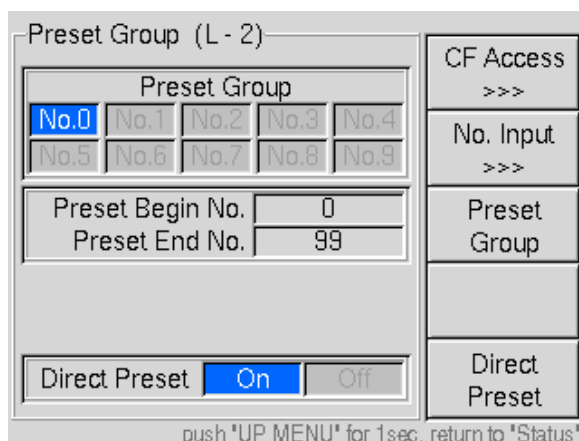 Preset Group (L - 2)
Preset Group
No.0 No.1 No.2 No.3 No.4
No.5 No.6 No.7 No.8 No.9
Preset Begin No. 0
Preset End No. 99
Direct Preset On Off
CF Access
>>>
No. Input
>>>
Preset
Group
Direct
Preset
push "UP MENU" for 1sec, return to "Status"